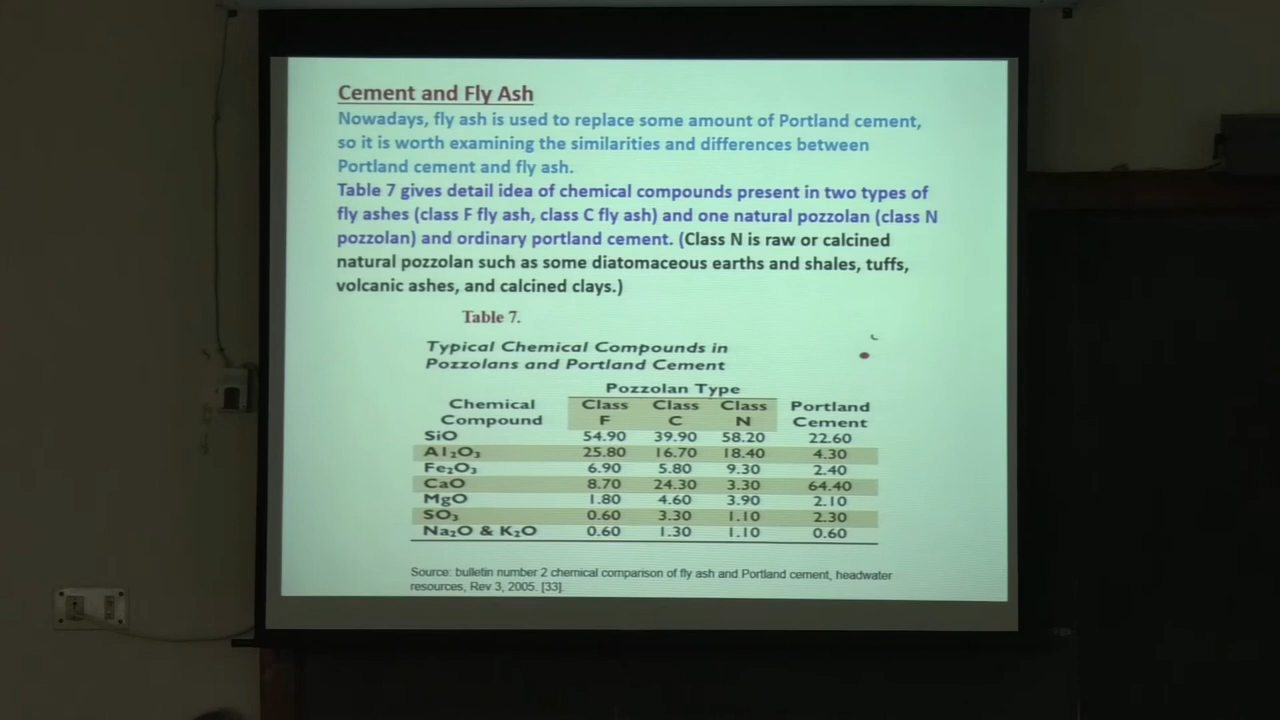 Cement and Fly Ash
Nowadays, fly ash is used to replace some amount of Portland cement,
so it is worth examining the similarities and differences between
Portland cement and fly ash.
Table 7 gives detail idea of chemical compounds present in two types of
fly ashes (class F fly ash, class C fly ash) and one natural pozzolan (class N
pozzolan) and ordinary portland cement. (Class N is raw or calcined
natural pozzolan such as some diatomaceous earths and shales, tuffs,
volcanic ashes, and calcined clays.)
Table 7.
Typical Chemical Compounds in
Pozzolans and Portland Cement
Pozzolan Type
Chemical Class Class Class Portland
Compound F C N Cement
SiO 54.90 39.90 58.20 22.60
Al₂O₃ 25.80 16.70 18.40 4.30
Fe₂O₃ 6.90 5.80 9.30 2.40
CaO 8.70 24.30 3.30 64.40
MgO 1.80 4.60 3.90 2.10
SO₃ 0.60 3.30 1.10 2.30
Na₂O & K₂O 0.60 1.30 1.10 0.60
Source: bulletin number 2 chemical comparison of fly ash and Portland cement, headwater
resources, Rev 3, 2005. [33].